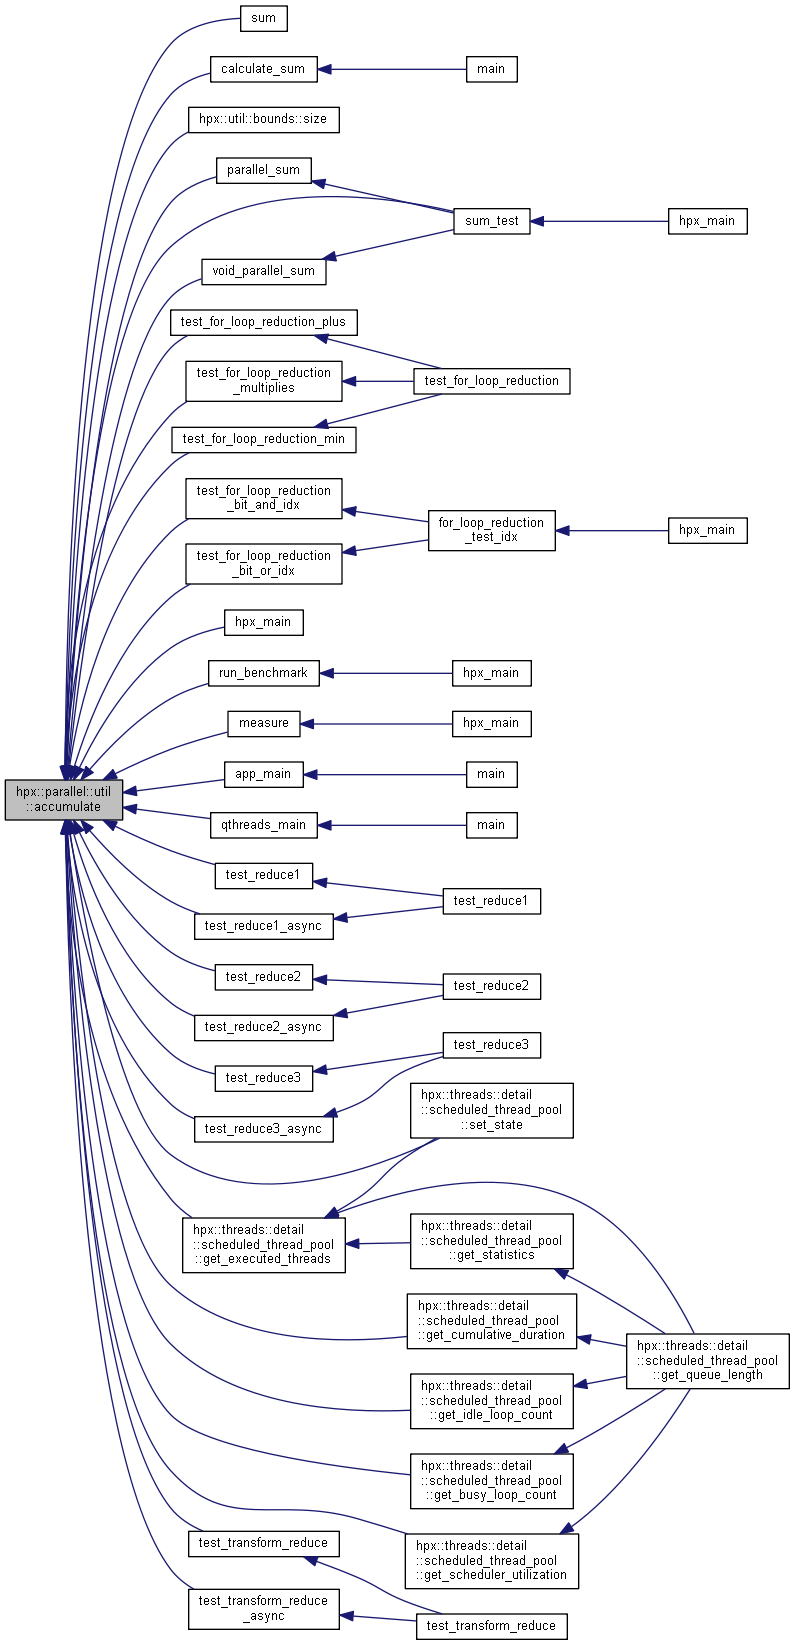 sum
calculate_sum
main
hpx::util::bounds::size
parallel_sum
sum_test
hpx_main
void_parallel_sum
test_for_loop_reduction_plus
test_for_loop_reduction
_multiplies
test_for_loop_reduction
test_for_loop_reduction_min
test_for_loop_reduction
_bit_and_idx
for_loop_reduction
_test_idx
hpx_main
test_for_loop_reduction
_bit_or_idx
hpx_main
run_benchmark
hpx_main
measure
hpx_main
app_main
main
hpx::parallel::util
::accumulate
qthreads_main
main
test_reduce1
test_reduce1
test_reduce1_async
test_reduce2
test_reduce2
test_reduce2_async
test_reduce3
test_reduce3
test_reduce3_async
hpx::threads::detail
::scheduled_thread_pool
::set_state
hpx::threads::detail
::scheduled_thread_pool
::get_executed_threads
hpx::threads::detail
::scheduled_thread_pool
::get_statistics
hpx::threads::detail
::scheduled_thread_pool
::get_cumulative_duration
hpx::threads::detail
::scheduled_thread_pool
::get_queue_length
hpx::threads::detail
::scheduled_thread_pool
::get_idle_loop_count
hpx::threads::detail
::scheduled_thread_pool
::get_busy_loop_count
hpx::threads::detail
::scheduled_thread_pool
::get_scheduler_utilization
test_transform_reduce
test_transform_reduce
_async
test_transform_reduce